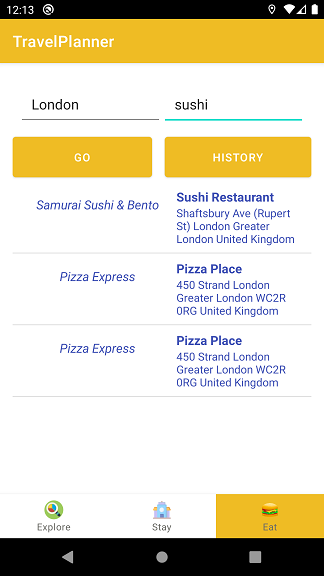 12:13
TravelPlanner
London
sushi
GO
HISTORY
Samurai Sushi & Bento
Sushi Restaurant
Shaftsbury Ave (Rupert
St) London Greater
London United Kingdom
Pizza Express
Pizza Place
450 Strand London
Greater London WC2R
0RG United Kingdom
Pizza Express
Pizza Place
450 Strand London
Greater London WC2R
0RG United Kingdom
Explore
Stay
Eat